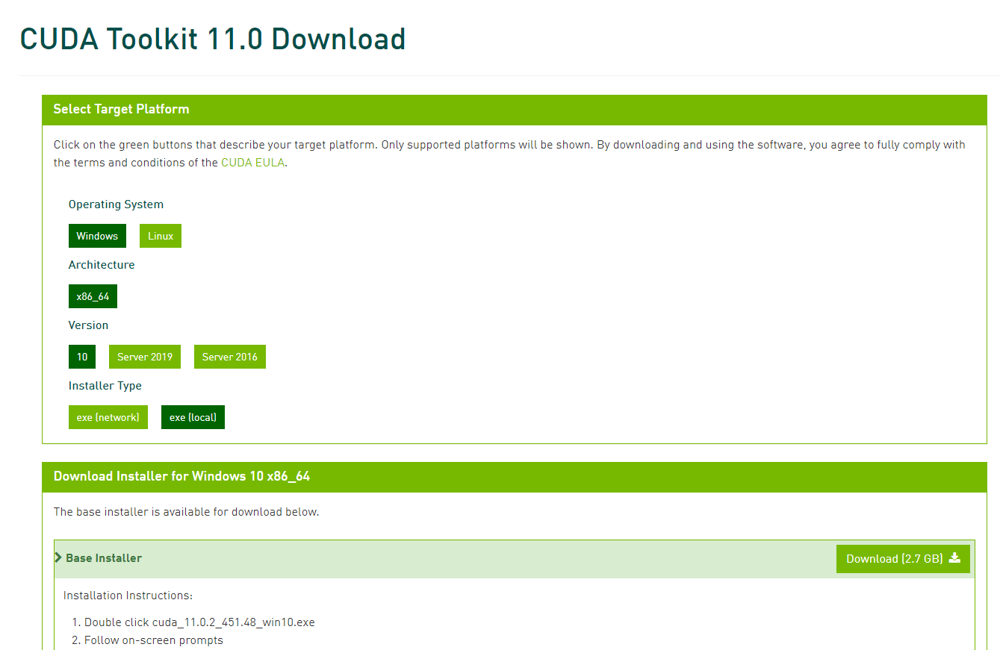 CUDA Toolkit 11.0 Download
Select Target Platform
Click on the green buttons that describe your target platform. Only supported platforms will be shown. By downloading and using the software, you agree to fully comply with
the terms and conditions of the CUDA EULA.
Operating System
Windows Linux
Architecture
x86_64
Version
10 Server 2019 Server 2016
Installer Type
exe (network) exe (local)
Download Installer for Windows 10 x86_64
The base installer is available for download below.
Base Installer Download (2.7 GB)
Installation Instructions:
1. Double click cuda_11.0.2_451.48_win10.exe
2. Follow on-screen prompts